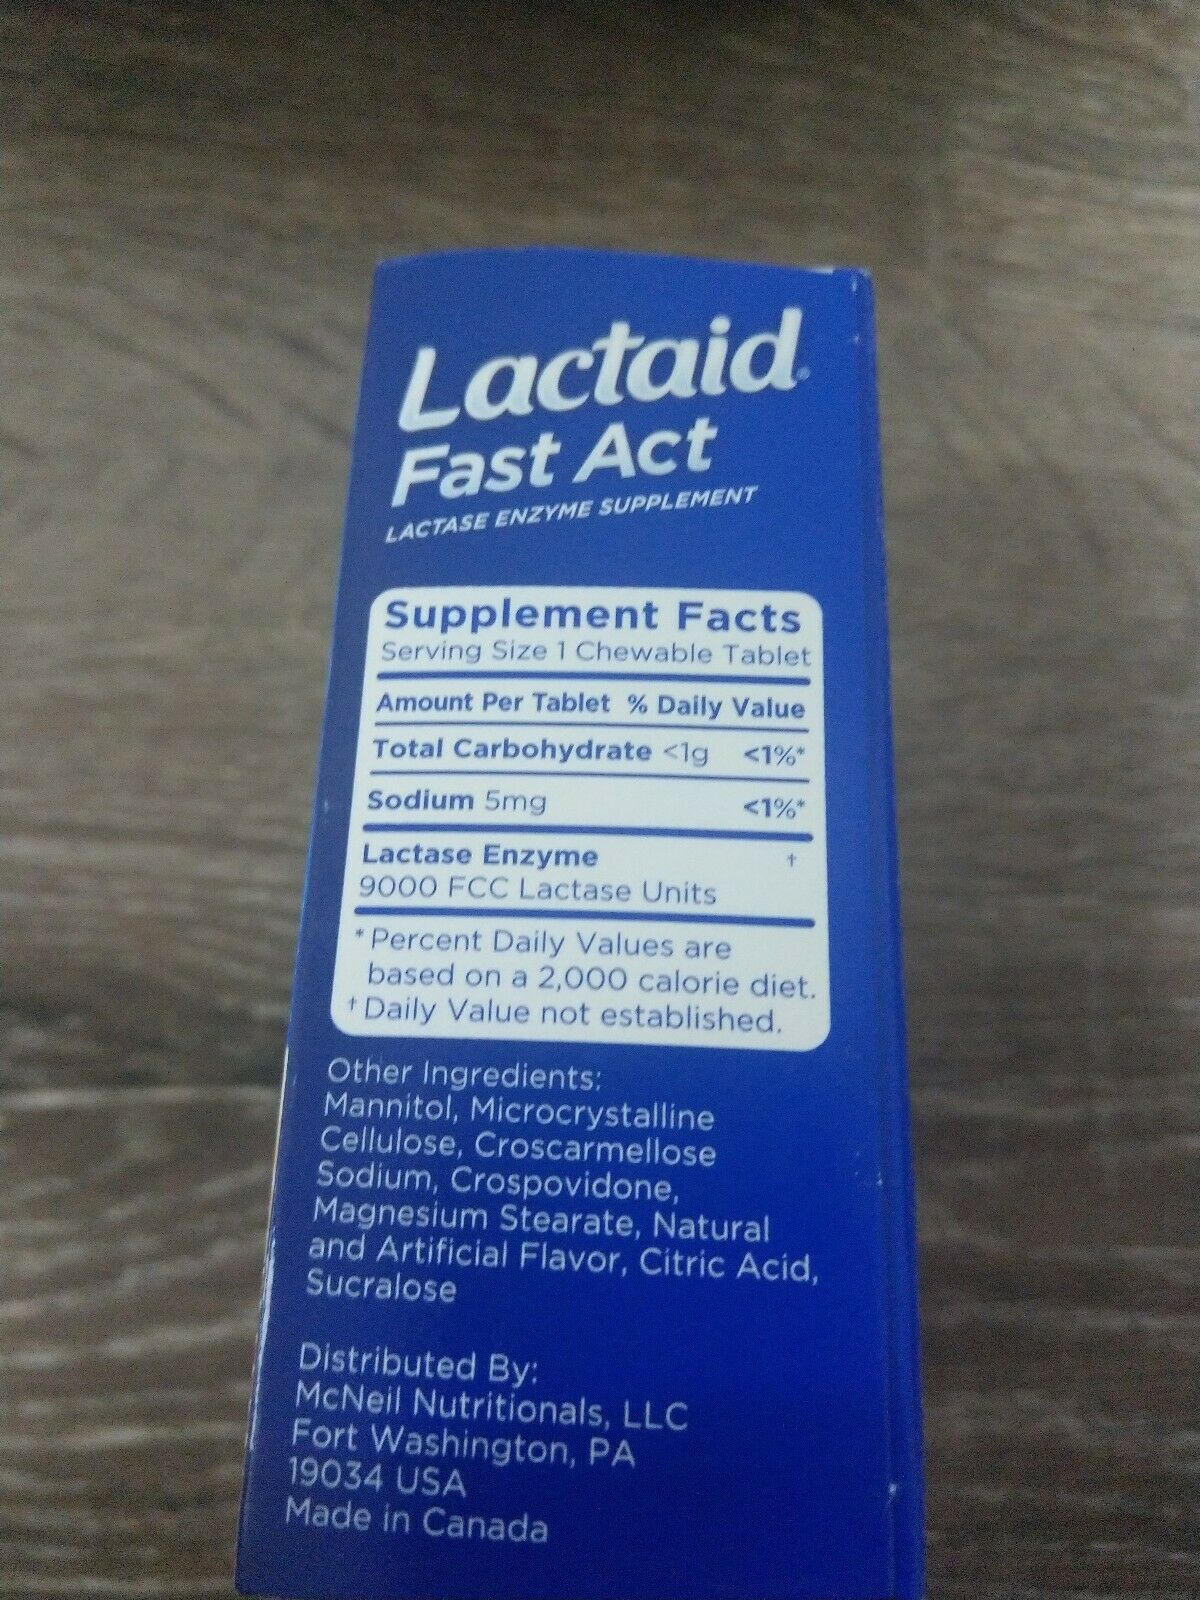 Lactaid®
Fast Act
LACTASE ENZYME SUPPLEMENT
Supplement Facts
Serving Size 1 Chewable Tablet
Amount Per Tablet % Daily Value
Total Carbohydrate <1g <1%*
Sodium 5mg <1%*
Lactase Enzyme †
9000 FCC Lactase Units
* Percent Daily Values are
based on a 2,000 calorie diet.
† Daily Value not established.
Other Ingredients:
Mannitol, Microcrystalline
Cellulose, Croscarmellose
Sodium, Crospovidone,
Magnesium Stearate, Natural
and Artificial Flavor, Citric Acid,
Sucralose
Distributed By:
McNeil Nutritionals, LLC
Fort Washington, PA
19034 USA
Made in Canada